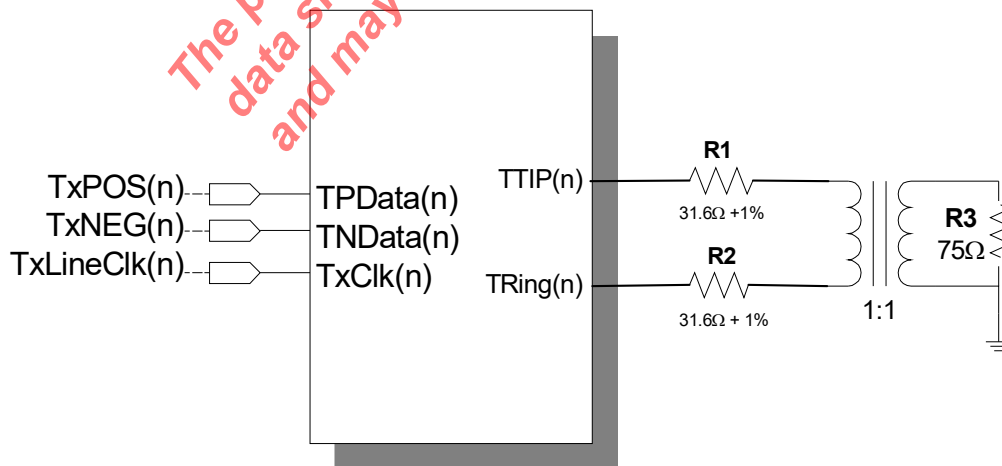 The p
data s
and may
TxPOS(n)
TxNEG(n)
TxLineClk(n)
TPData(n)
TNData(n)
TxClk(n)
TTIP(n)
TRing(n)
R1
31.6Ω +1%
R2
31.6Ω + 1%
1:1
R3
75Ω